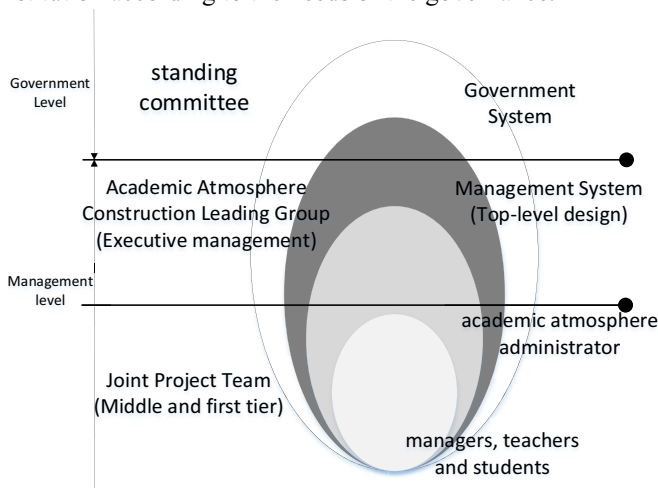 Government
Level
standing
committee
Government
System
Academic Atmosphere
Construction Leading Group
(Executive management)
Management System
(Top-level design)
Management
level
academic atmosphere
administrator
Joint Project Team
(Middle and first tier)
managers, teachers
and students